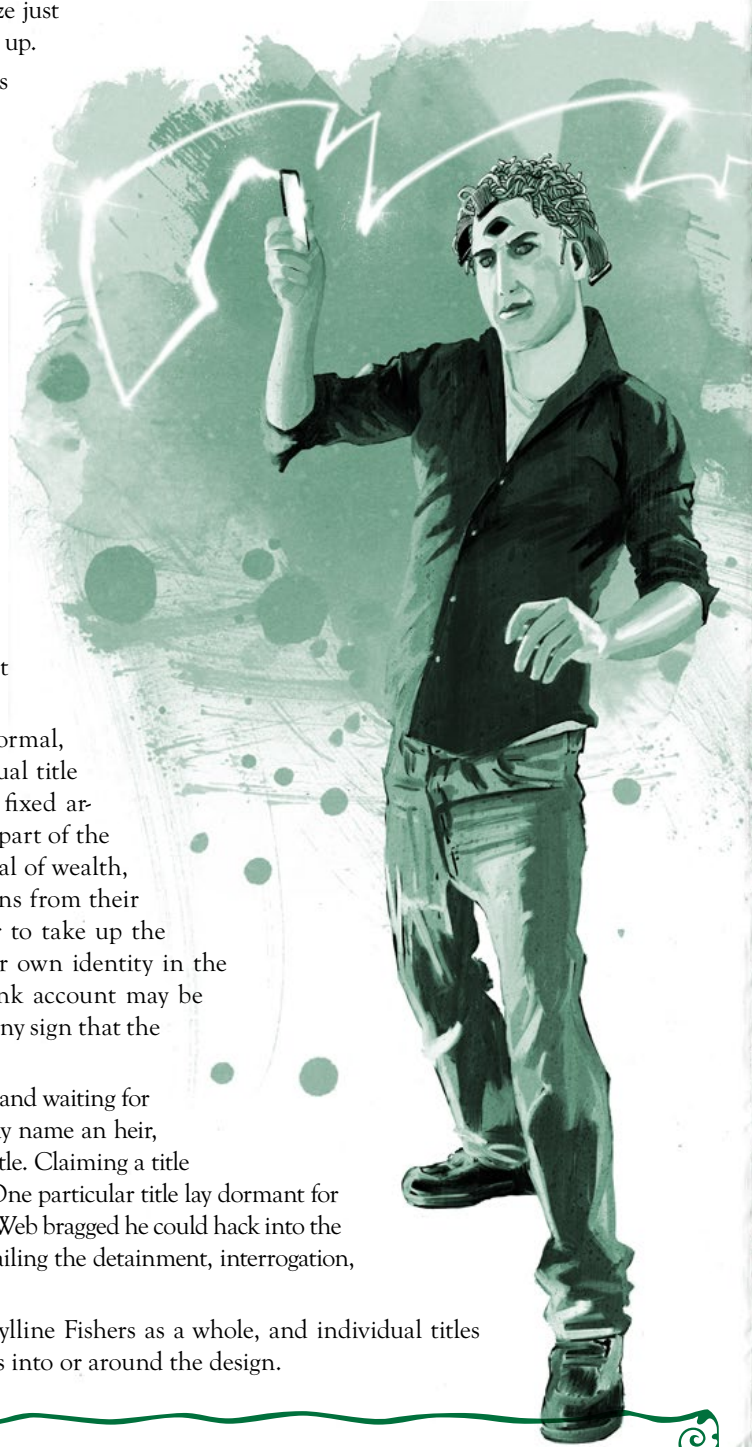 ze just
up.
s
t
ormal,
ual title
fixed ar-
part of the
al of wealth,
ns from their
r to take up the
r own identity in the
nk account may be
ny sign that the
and waiting for
y name an heir,
tle. Claiming a title
One particular title lay dormant for
Web bragged he could hack into the
ailing the detainment, interrogation,
ylline Fishers as a whole, and individual titles
s into or around the design.